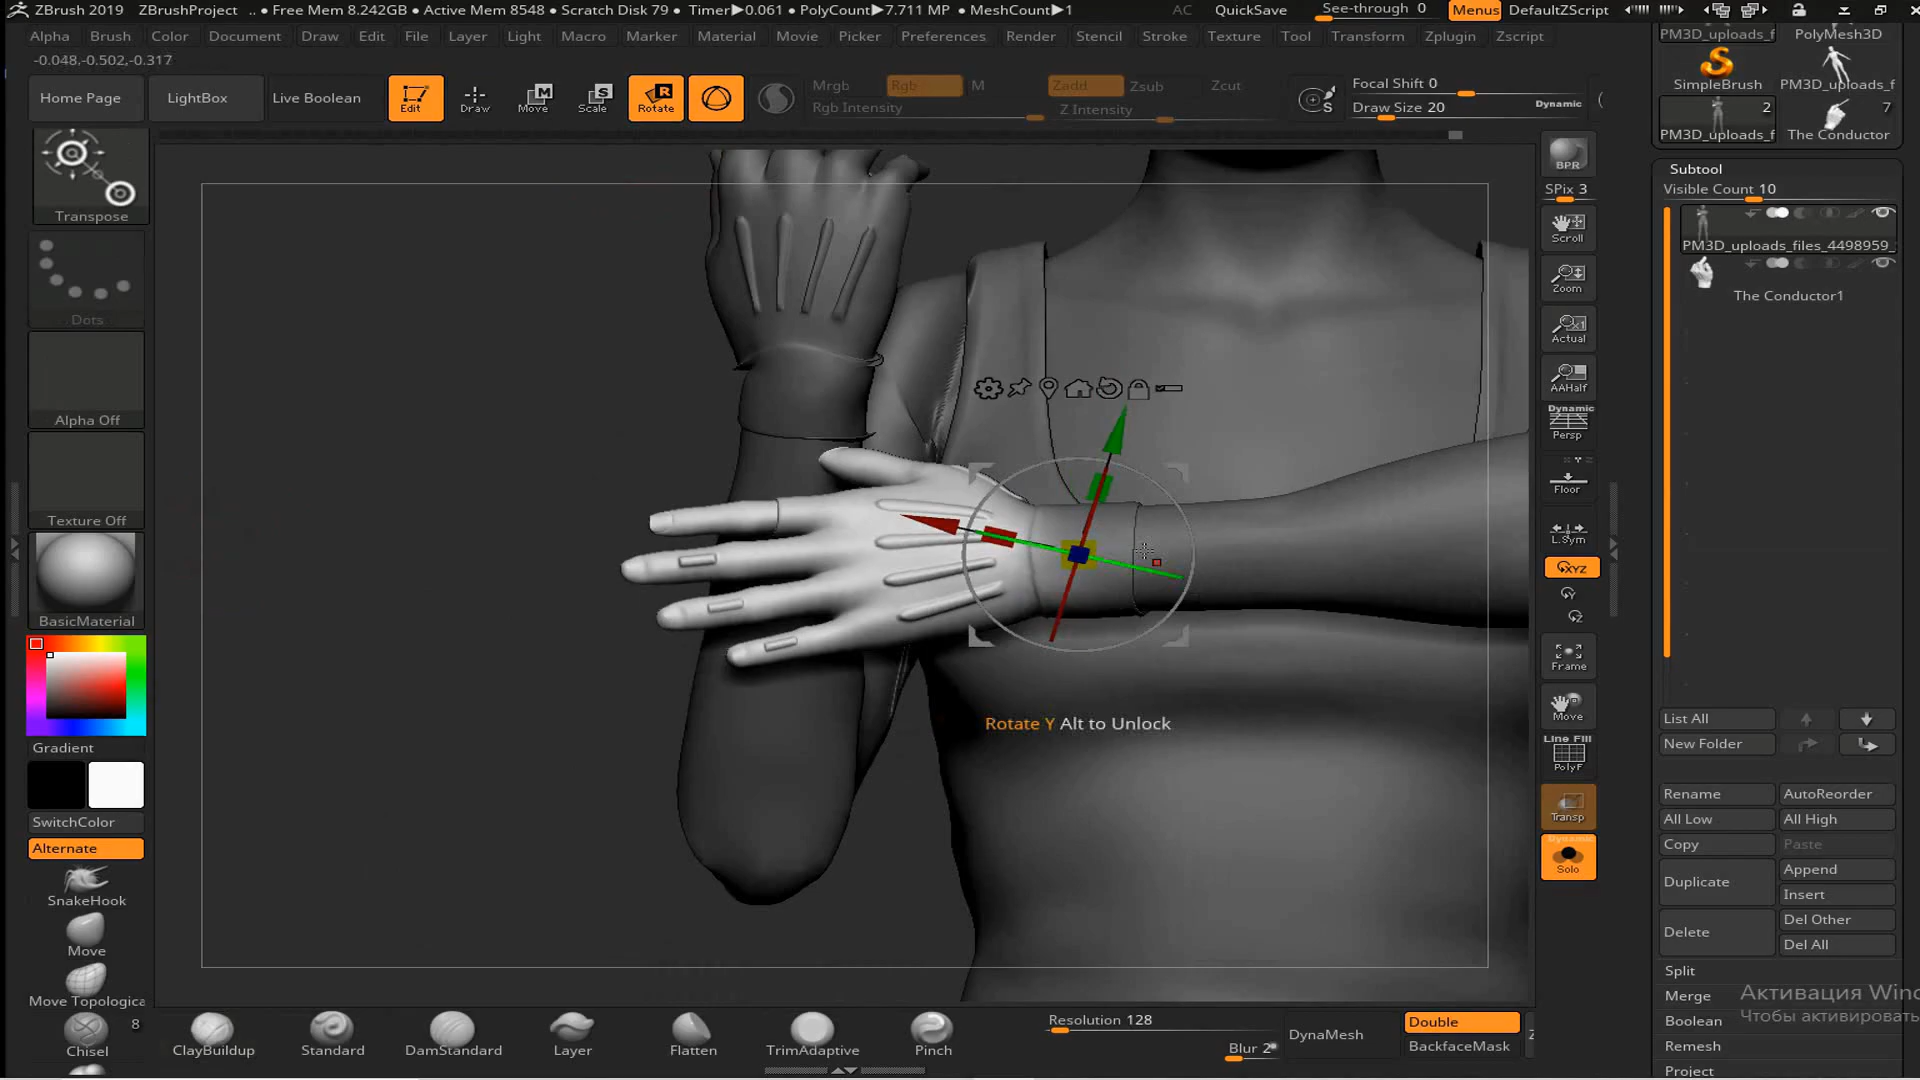 ZBrush 2019 ZBrushProject .. • Free Mem 8.242GB • Active Mem 8548 • Scratch Disk 79 • Timer▶0.061 • PolyCount▶7.711 MP • MeshCount▶1 AC QuickSave See-through 0 Menus DefaultZScript
Alpha Brush Color Document Draw Edit File Layer Light Macro Marker Material Movie Picker Preferences Render Stencil Stroke Texture Tool Transform Zplugin Zscript
-0.048,-0.502,-0.317
Home Page LightBox Live Boolean Edit Draw Move Scale Rotate
Mrgb Rgb M Zadd Zsub Zcut
Rgb Intensity Z Intensity
Focal Shift 0
Draw Size 20 Dynamic
PM3D_uploads_f PolyMesh3D
SimpleBrush PM3D_uploads_f
2 7
PM3D_uploads_f The Conductor
Subtool
Visible Count 10
PM3D_uploads_files_4498959_
The Conductor1
List All
New Folder
Rename AutoReorder
All Low All High
Copy Paste
Duplicate Append
Insert
Delete Del Other
Del All
Split
Merge
Boolean
Remesh
Project
Активация Wind
Чтобы активировать
Transpose
Dots
Alpha Off
Texture Off
BasicMaterial
Gradient
SwitchColor
Alternate
SnakeHook
Move
Move Topologica
8
Chisel
BPR
SPix 3
Scroll
Zoom
Actual
AAHalf
Dynamic
Persp
Floor
L.Sym
XYZ
Y
Z
Frame
Move
Line Fill
PolyF
Transp
Dynamic
Solo
Rotate Y Alt to Unlock
ClayBuildup Standard DamStandard Layer Flatten TrimAdaptive Pinch
Resolution 128
Blur 2
DynaMesh
Double
BackfaceMask